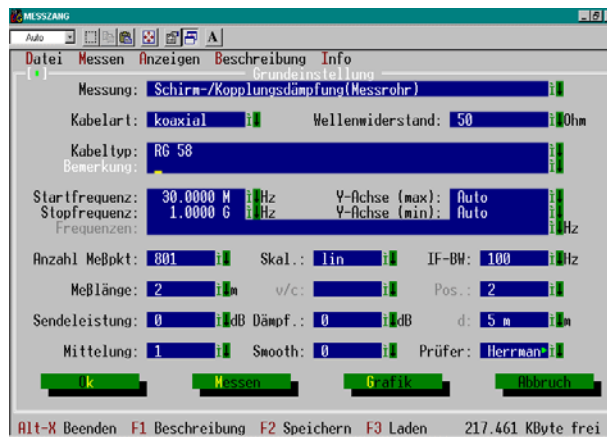 MESSZANG
Auto
Datei Messen Anzeigen Beschreibung Info
Grundeinstellung
Messung: Schirm-/Kopplungsdämpfung(Messrohr)
Kabelart: koaxial Wellenwiderstand: 50 Ohm
Kabeltyp: RG 58
Bemerkung:
Startfrequenz: 30.0000 M Hz Y-Achse (max): Auto
Stopfrequenz: 1.0000 G Hz Y-Achse (min): Auto
Frequenzen: Hz
Anzahl Meßpkt: 801 Skal.: lin IF-BW: 100 Hz
Meßlänge: 2 m v/c: Pos.: 2
Sendeleistung: 0 dB Dämpf.: 0 dB d: 5 m m
Mittelung: 1 Smooth: 0 Prüfer: Herrman
Ok Messen Grafik Abbruch
Alt-X Beenden F1 Beschreibung F2 Speichern F3 Laden 217.461 KByte frei